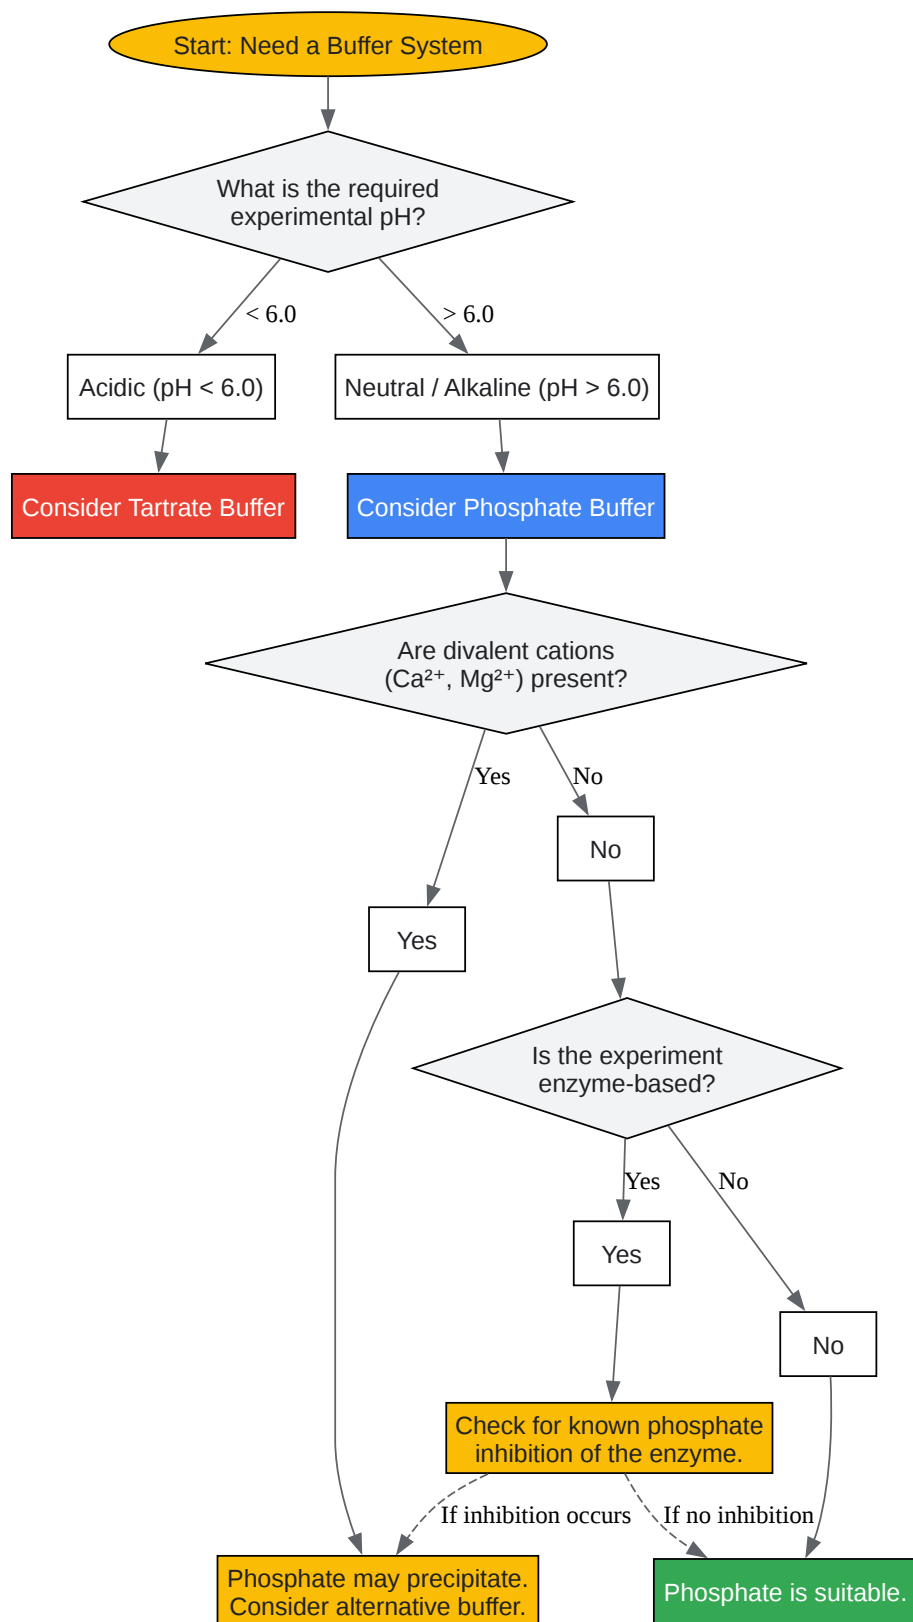 Start: Need a Buffer System
What is the required
experimental pH?
< 6.0
> 6.0
Acidic (pH < 6.0)
Neutral / Alkaline (pH > 6.0)
Consider Tartrate Buffer
Consider Phosphate Buffer
Are divalent cations
(Ca²⁺, Mg²⁺) present?
Yes
No
No
Yes
Is the experiment
enzyme-based?
Yes
No
Yes
No
Check for known phosphate
inhibition of the enzyme.
If inhibition occurs
If no inhibition
Phosphate may precipitate.
Consider alternative buffer.
Phosphate is suitable.